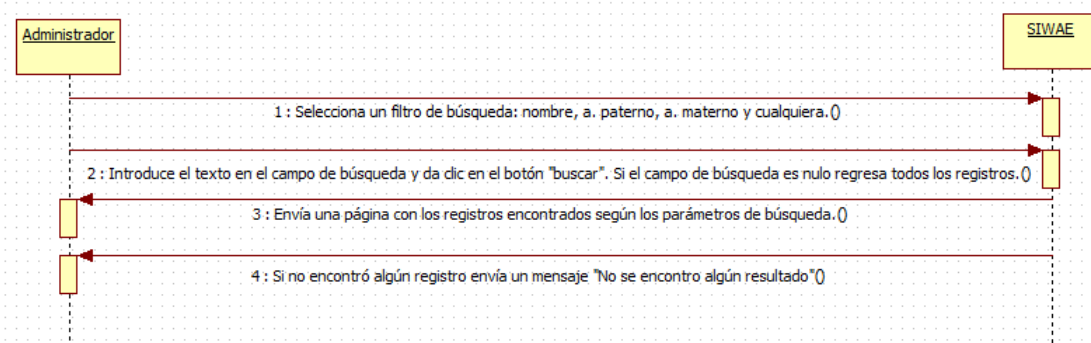 Administrador
SIWAE
1 : Selecciona un filtro de búsqueda: nombre, a. paterno, a. materno y cualquiera.()
2 : Introduce el texto en el campo de búsqueda y da clic en el botón "buscar". Si el campo de búsqueda es nulo regresa todos los registros.()
3 : Envía una página con los registros encontrados según los parámetros de búsqueda.()
4 : Si no encontró algún registro envía un mensaje "No se encontro algún resultado"()